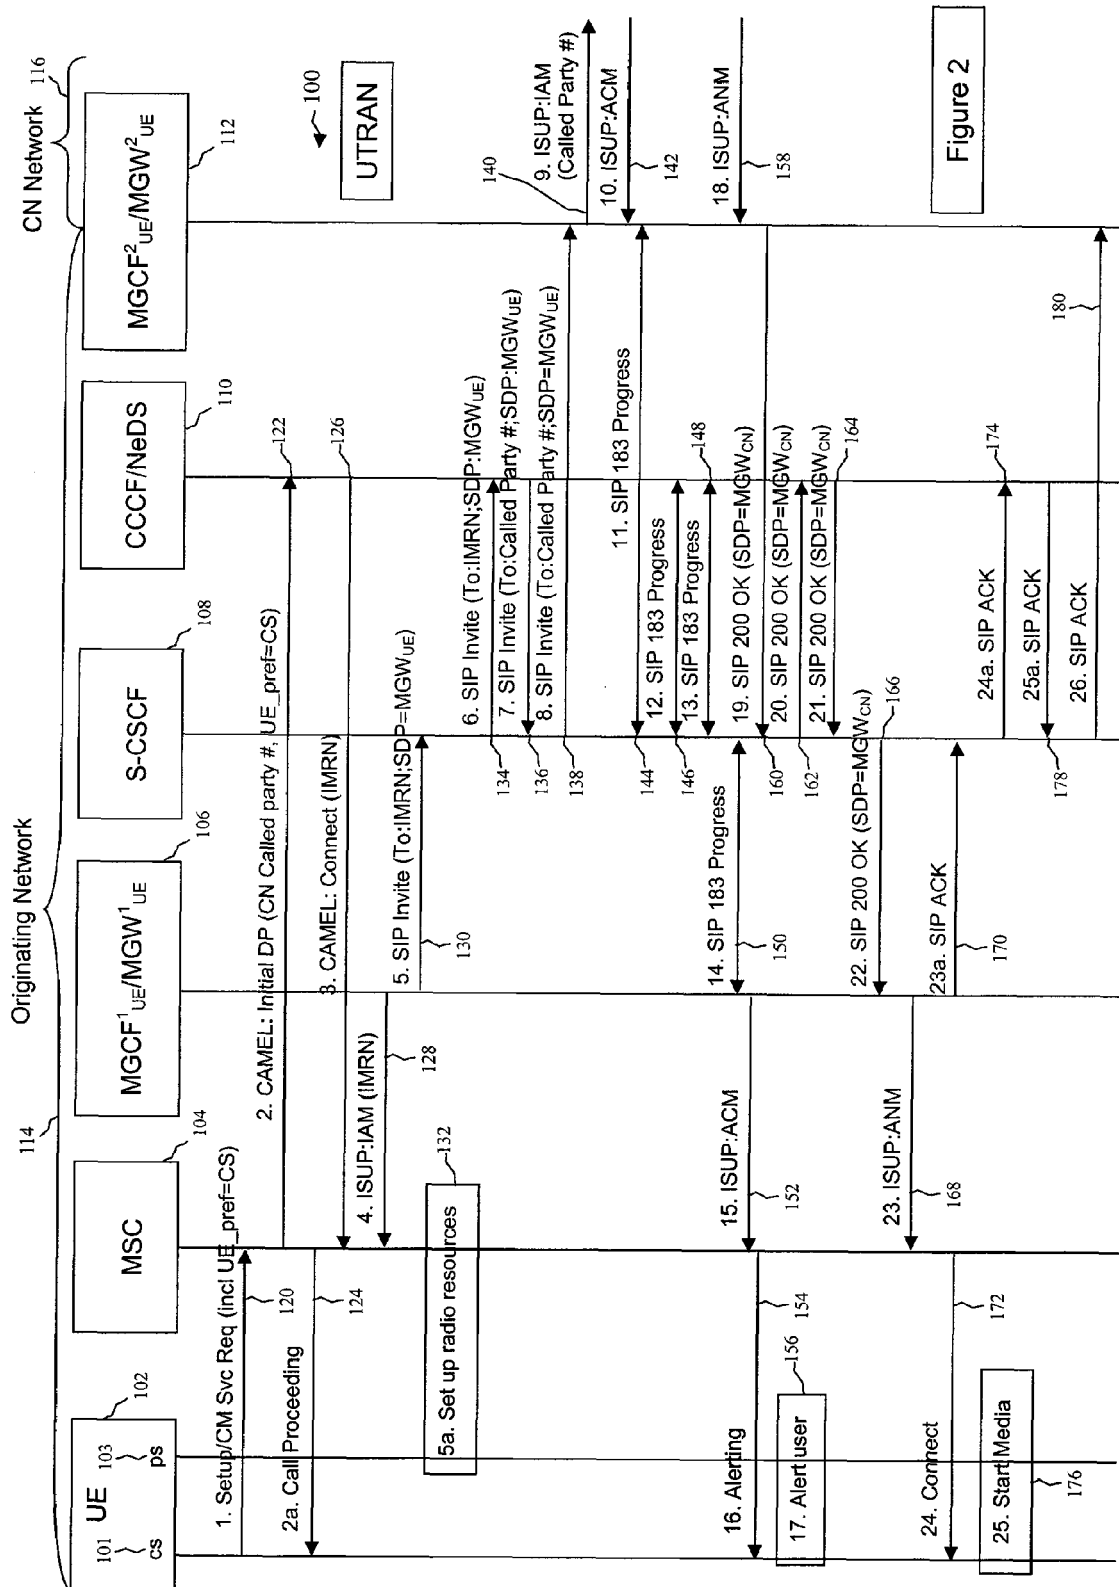 Originating Network
114
CN Network
116
UE
102
101
cs
103
ps
MSC
104
MGCF¹UE/MGW¹UE
106
S-CSCF
108
CCCF/NeDS
110
MGCF²UE/MGW²UE
112
100
UTRAN
1. Setup/CM Svc Req (incl UE_pref=CS)
120
2. CAMEL: Initial DP (CN Called party #, UE_pref=CS)
122
2a. Call Proceeding
124
3. CAMEL: Connect (IMRN)
126
4. ISUP:IAM (IMRN)
128
5. SIP Invite (To:IMRN;SDP=MGWUE)
130
5a. Set up radio resources
132
6. SIP Invite (To:IMRN;SDP:MGWUE)
134
7. SIP Invite (To:Called Party #;SDP:MGWUE)
136
8. SIP Invite (To:Called Party #;SDP=MGWUE)
138
9. ISUP:IAM
(Called Party #)
140
10. ISUP:ACM
142
11. SIP 183 Progress
144
12. SIP 183 Progress
146
13. SIP 183 Progress
148
14. SIP 183 Progress
150
15. ISUP:ACM
152
16. Alerting
154
17. Alert user
156
18. ISUP:ANM
158
19. SIP 200 OK (SDP=MGWCN)
160
20. SIP 200 OK (SDP=MGWCN)
162
21. SIP 200 OK (SDP=MGWCN)
164
22. SIP 200 OK (SDP=MGWCN)
166
23. ISUP:ANM
168
23a. SIP ACK
170
24. Connect
172
24a. SIP ACK
174
25. Start Media
176
25a. SIP ACK
178
26. SIP ACK
180
Figure 2